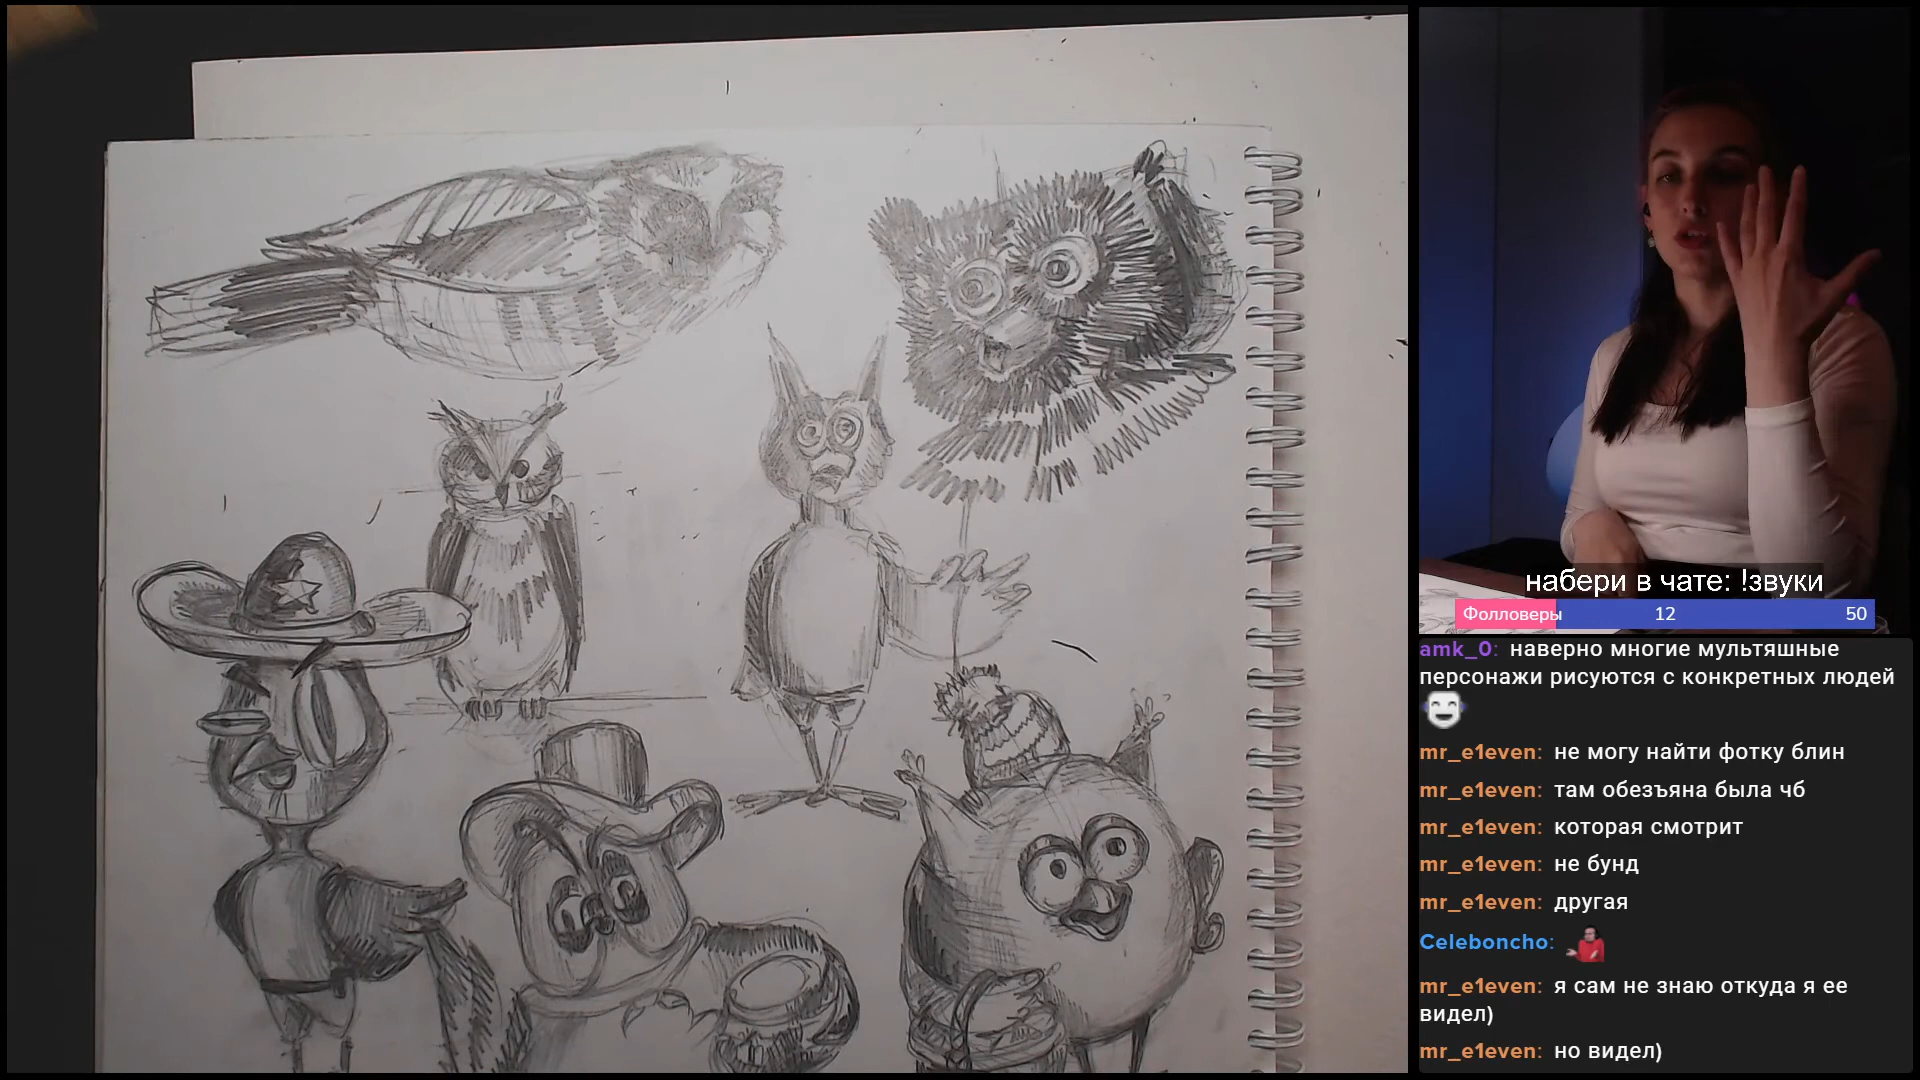 набери в чате: !звуки
Фолловеры 12 50
amk_0: наверно многие мультяшные
персонажи рисуются с конкретных людей
mr_e1even: не могу найти фотку блин
mr_e1even: там обезъяна была чб
mr_e1even: которая смотрит
mr_e1even: не бунд
mr_e1even: другая
Celeboncho:
mr_e1even: я сам не знаю откуда я ее
видел)
mr_e1even: но видел)